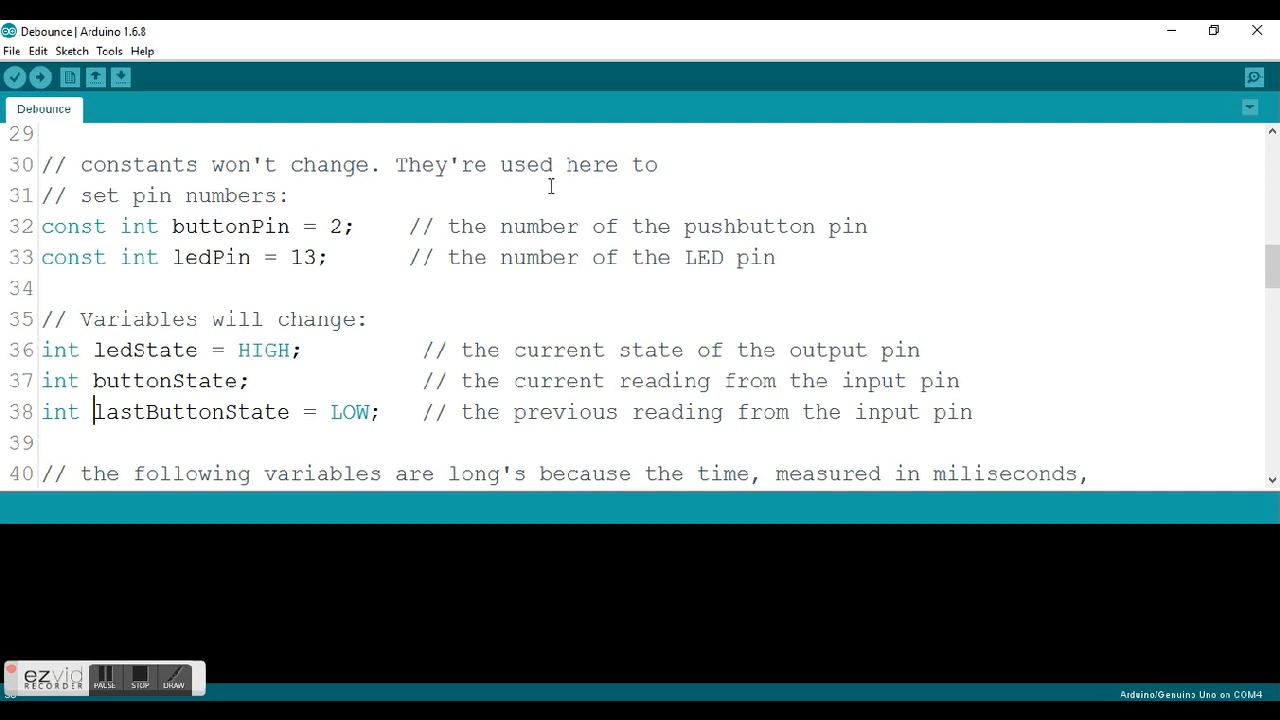 Debounce | Arduino 1.6.8
File Edit Sketch Tools Help
Debounce
29
30 // constants won't change. They're used here to
31 // set pin numbers:
32 const int buttonPin = 2;    // the number of the pushbutton pin
33 const int ledPin = 13;      // the number of the LED pin
34
35 // Variables will change:
36 int ledState = HIGH;         // the current state of the output pin
37 int buttonState;             // the current reading from the input pin
38 int lastButtonState = LOW;   // the previous reading from the input pin
39
40 // the following variables are long's because the time, measured in miliseconds,
ezvid
RECORDER
PAUSE STOP DRAW
Arduino/Genuino Uno on COM4